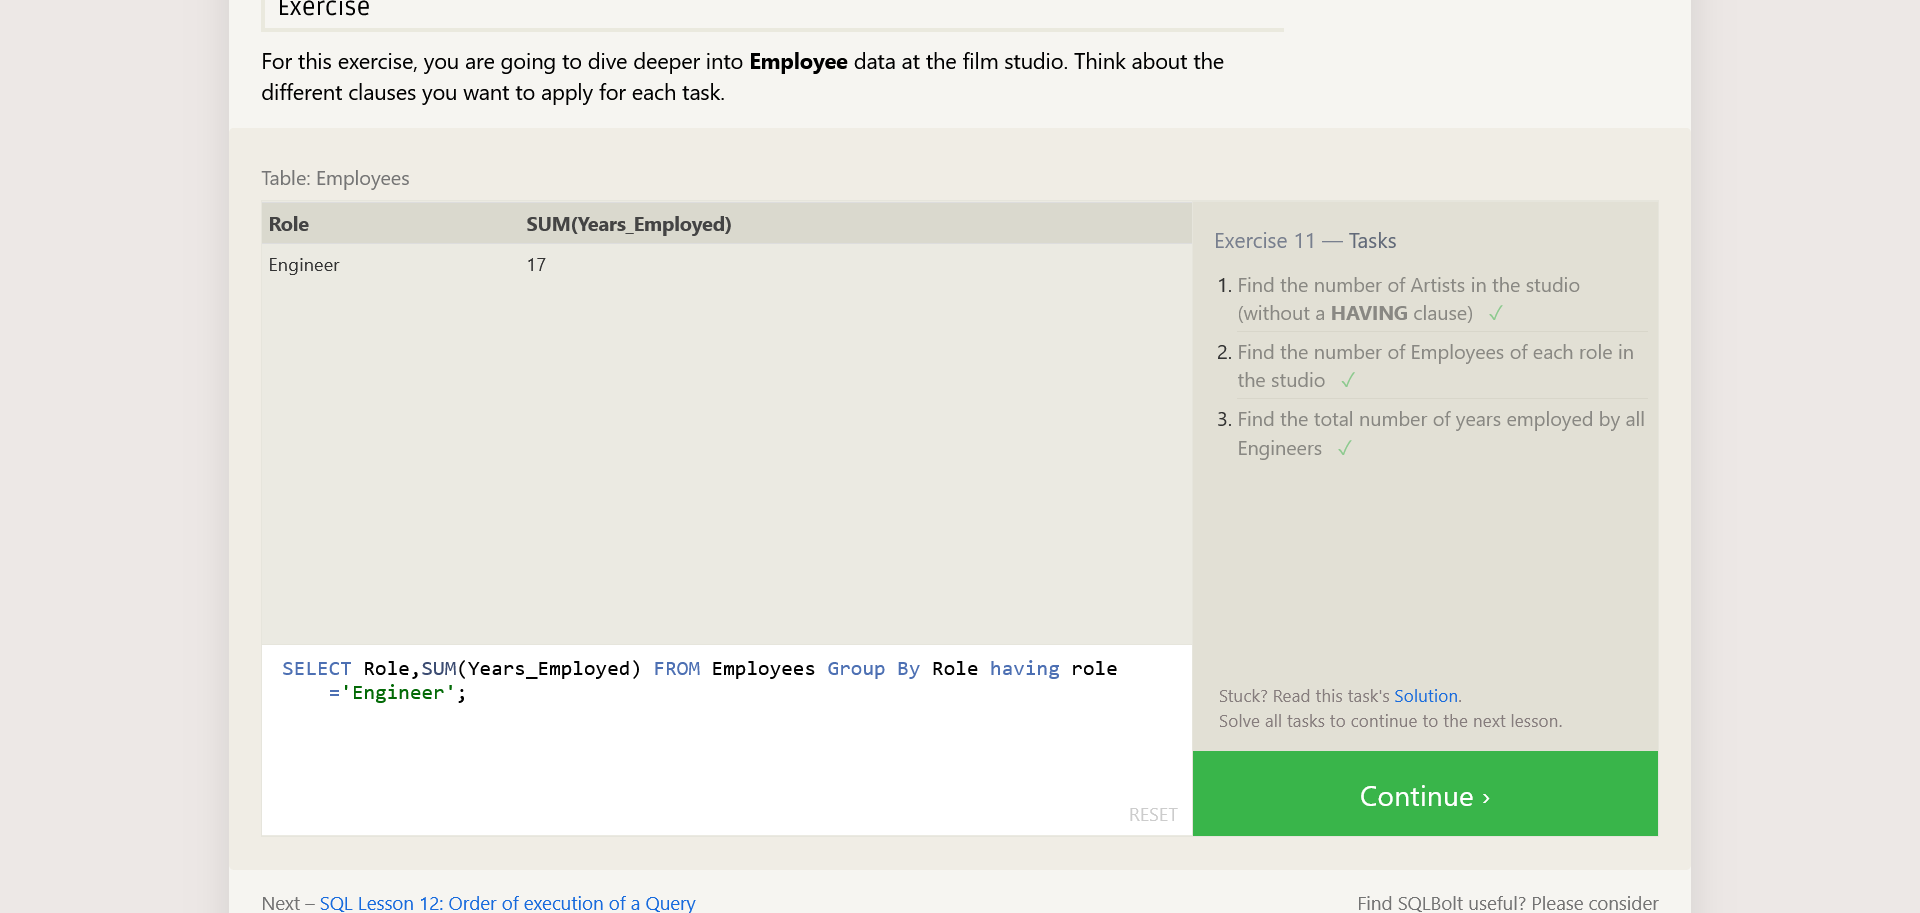 Exercise
For this exercise, you are going to dive deeper into Employee data at the film studio. Think about the
different clauses you want to apply for each task.
Table: Employees
Role SUM(Years_Employed)
Engineer 17
Exercise 11 — Tasks
1. Find the number of Artists in the studio
(without a HAVING clause) ✓
2. Find the number of Employees of each role in
the studio ✓
3. Find the total number of years employed by all
Engineers ✓
SELECT Role,SUM(Years_Employed) FROM Employees Group By Role having role
='Engineer';
RESET
Stuck? Read this task's Solution.
Solve all tasks to continue to the next lesson.
Continue ›
Next – SQL Lesson 12: Order of execution of a Query
Find SQLBolt useful? Please consider